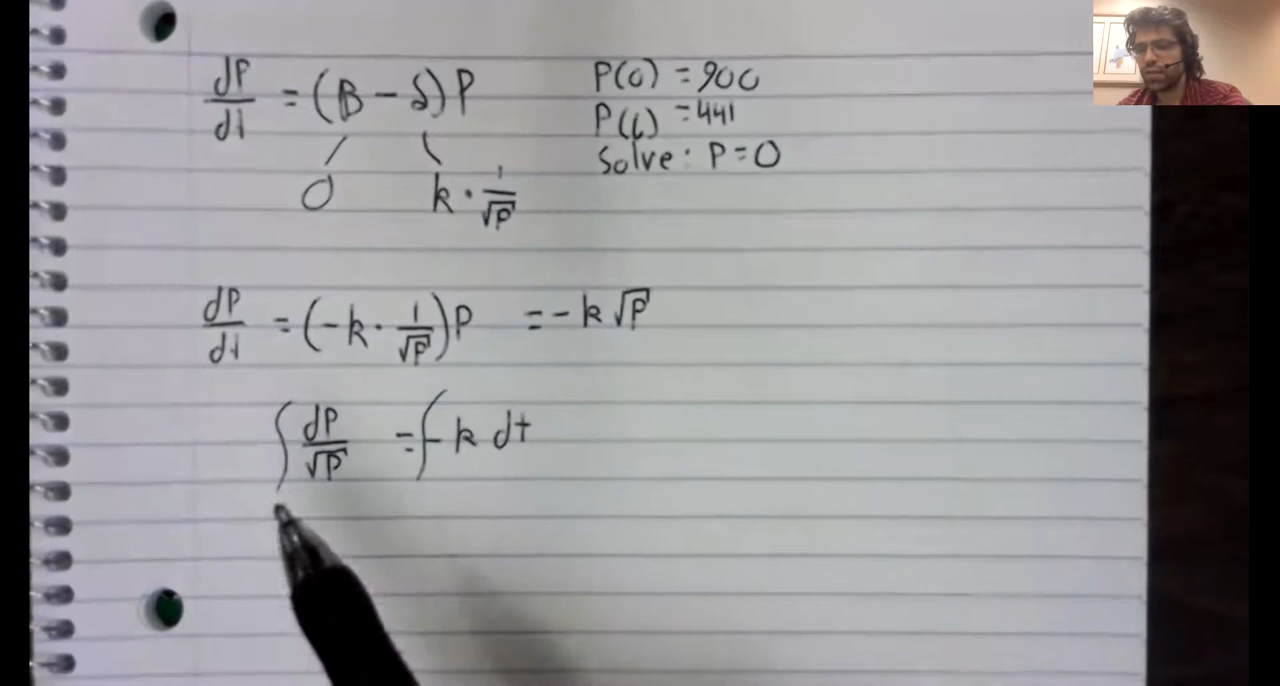 dP/dt = (B - δ)P
P(0) = 900
P(6) = 441
Solve: P = 0
0
k · 1/√P
dP/dt = (-k · 1/√P)P = -k√P
∫ dP/√P = ∫ -k dt